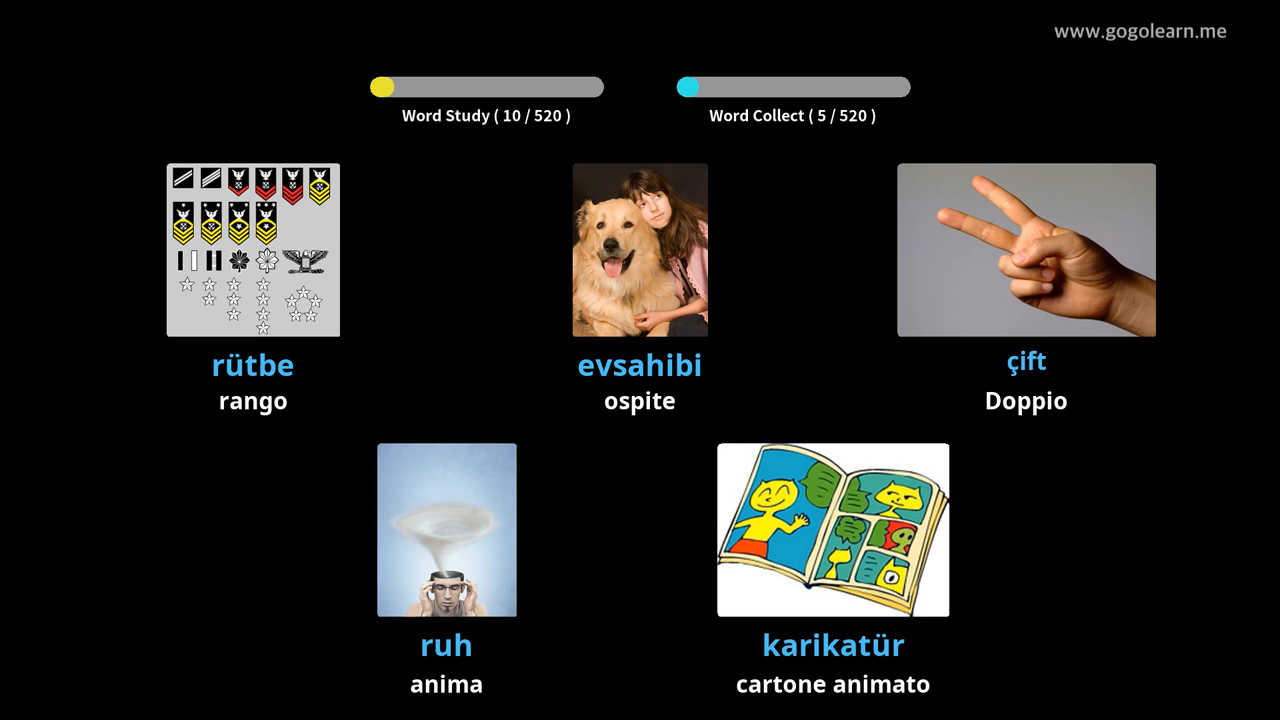 www.gogolearn.me
Word Study ( 10 / 520 )
Word Collect ( 5 / 520 )
rütbe
rango
evsahibi
ospite
çift
Doppio
ruh
anima
karikatür
cartone animato